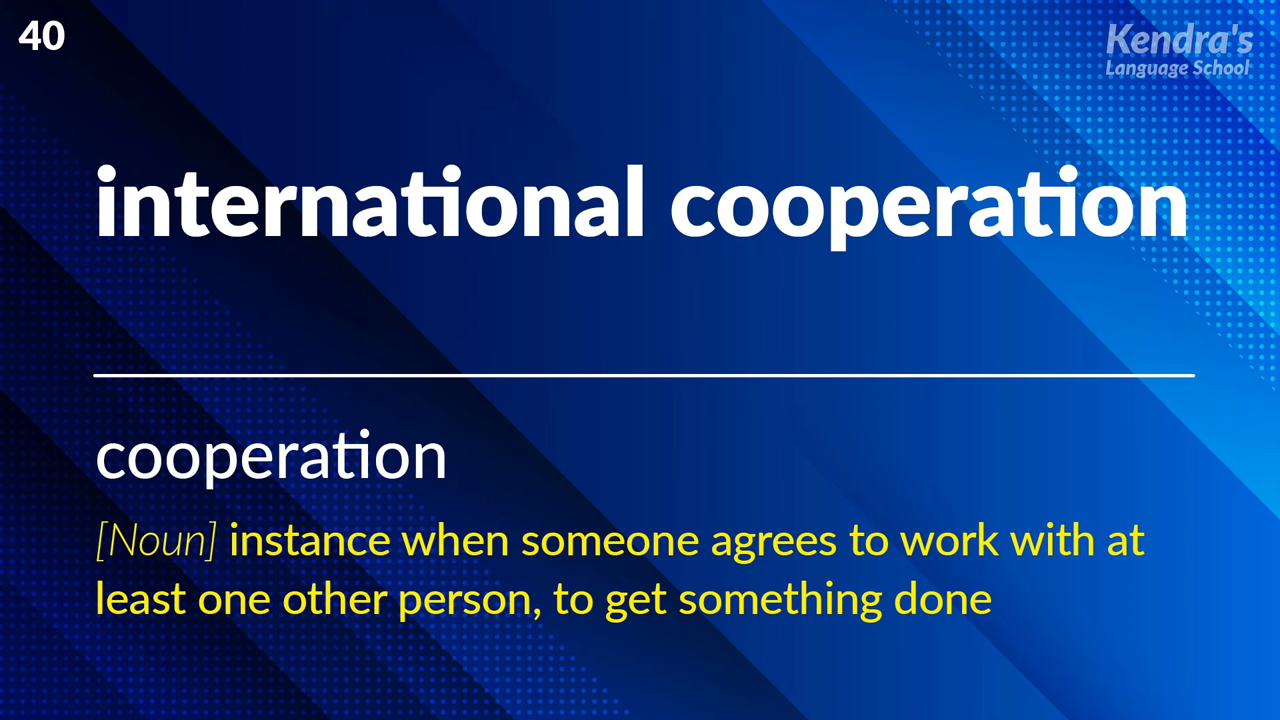 40
Kendra's
Language School
international cooperation
cooperation
[Noun] instance when someone agrees to work with at
least one other person, to get something done